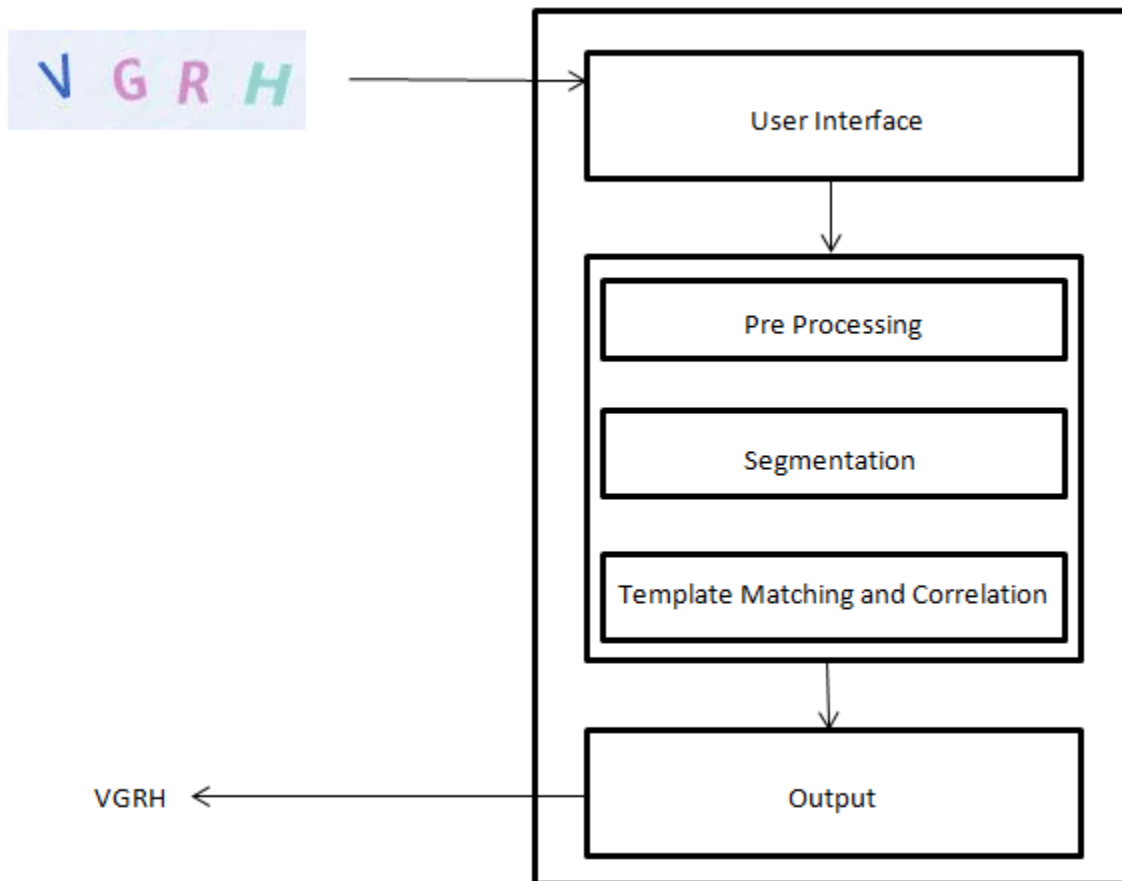 V G R H
User Interface
Pre Processing
Segmentation
Template Matching and Correlation
VGRH
Output